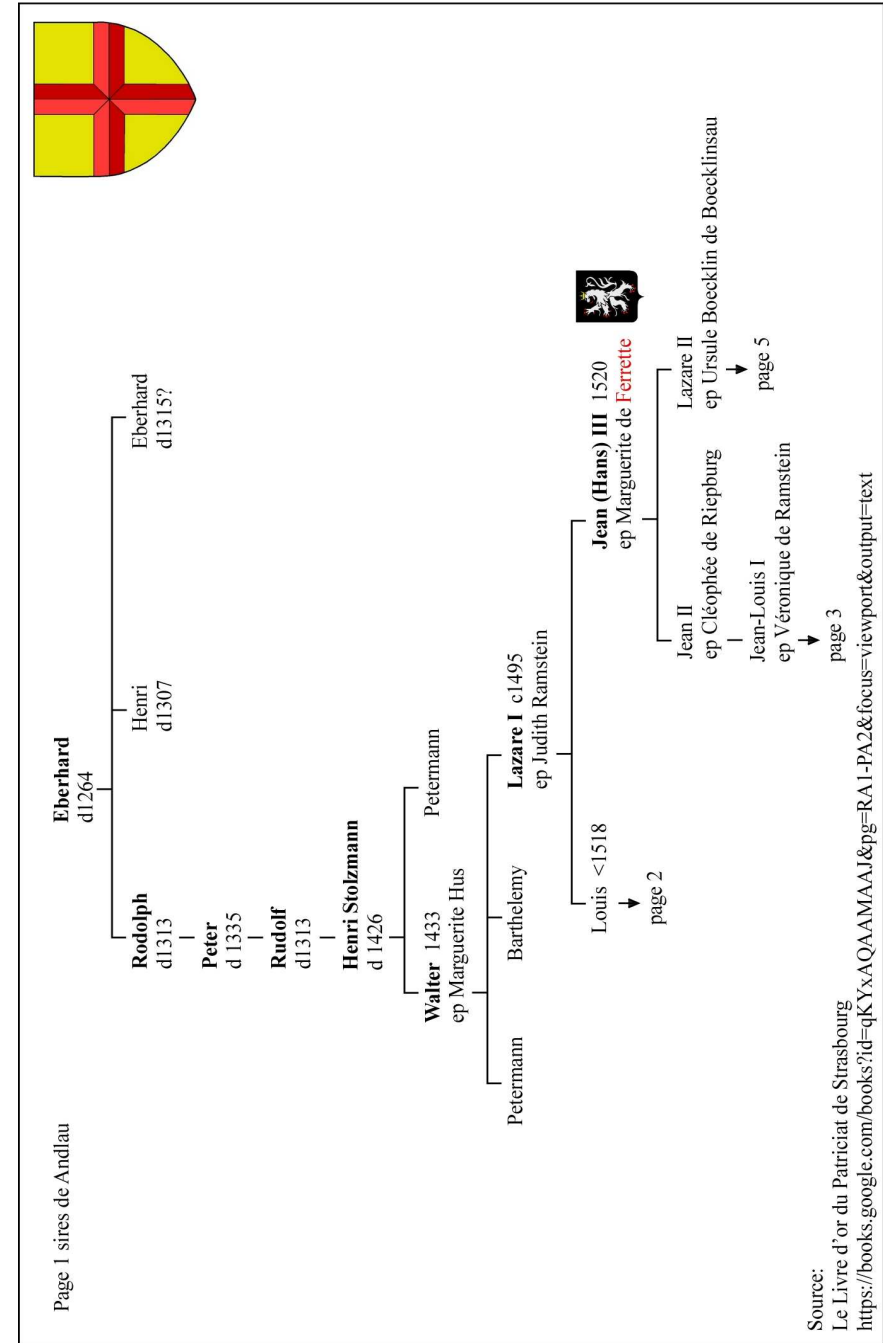 Page 1 sires de Andlau
Eberhard
d1264
Rodolph
d1313
Henri
d1307
Eberhard
d1315?
Peter
d 1335
Rudolf
d1313
Henri Stolzmann
d 1426
Walter 1433
ep Marguerite Hus
Petermann
Petermann
Barthelemy
Lazare I c1495
ep Judith Ramstein
Louis <1518
page 2
Jean (Hans) III 1520
ep Marguerite de Ferrette
Jean II
ep Cléophée de Riepburg
Lazare II
ep Ursule Boecklin de Boecklinsau
page 5
Jean-Louis I
ep Véronique de Ramstein
page 3
Source:
Le Livre d’or du Patriciat de Strasbourg
https://books.google.com/books?id=qKYxAQAAMAAJ&pg=RA1-PA2&focus=viewport&output=text